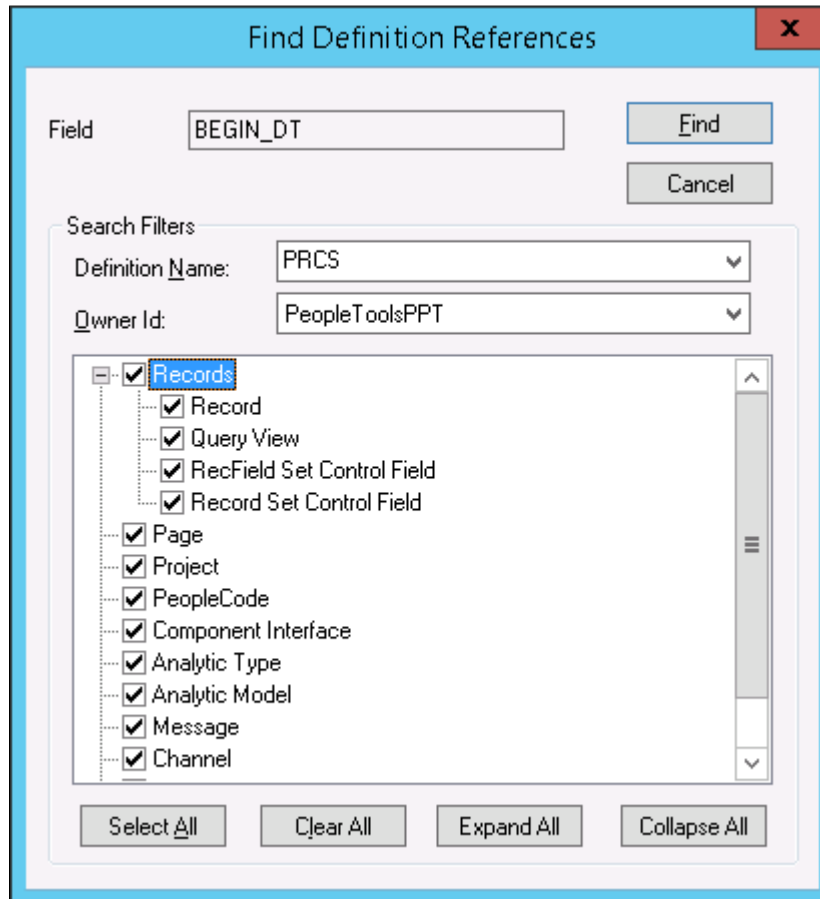 Find Definition References
x
Field BEGIN_DT Find
Cancel
Search Filters
Definition Name: PRCS
Owner Id: PeopleToolsPPT
Records
Record
Query View
RecField Set Control Field
Record Set Control Field
Page
Project
PeopleCode
Component Interface
Analytic Type
Analytic Model
Message
Channel
Select All Clear All Expand All Collapse All